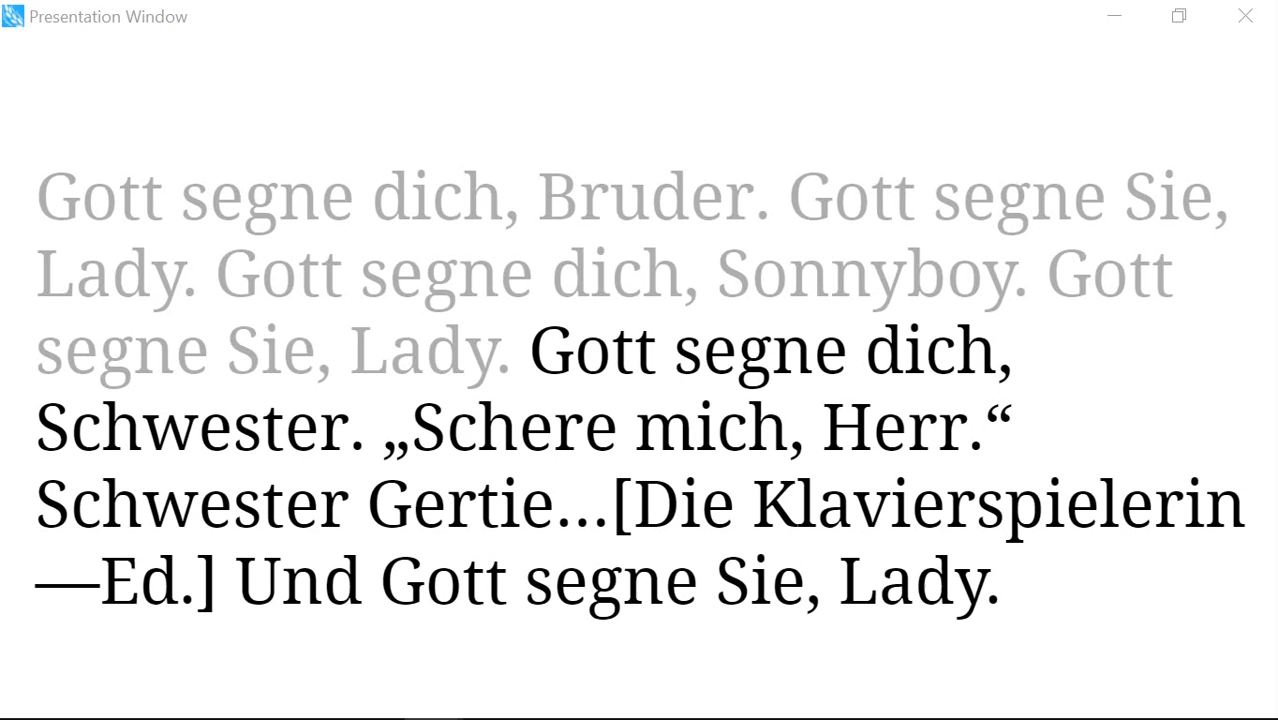 Presentation Window
Gott segne dich, Bruder. Gott segne Sie,
Lady. Gott segne dich, Sonnyboy. Gott
segne Sie, Lady. Gott segne dich,
Schwester. „Schere mich, Herr.“
Schwester Gertie…[Die Klavierspielerin
—Ed.] Und Gott segne Sie, Lady.